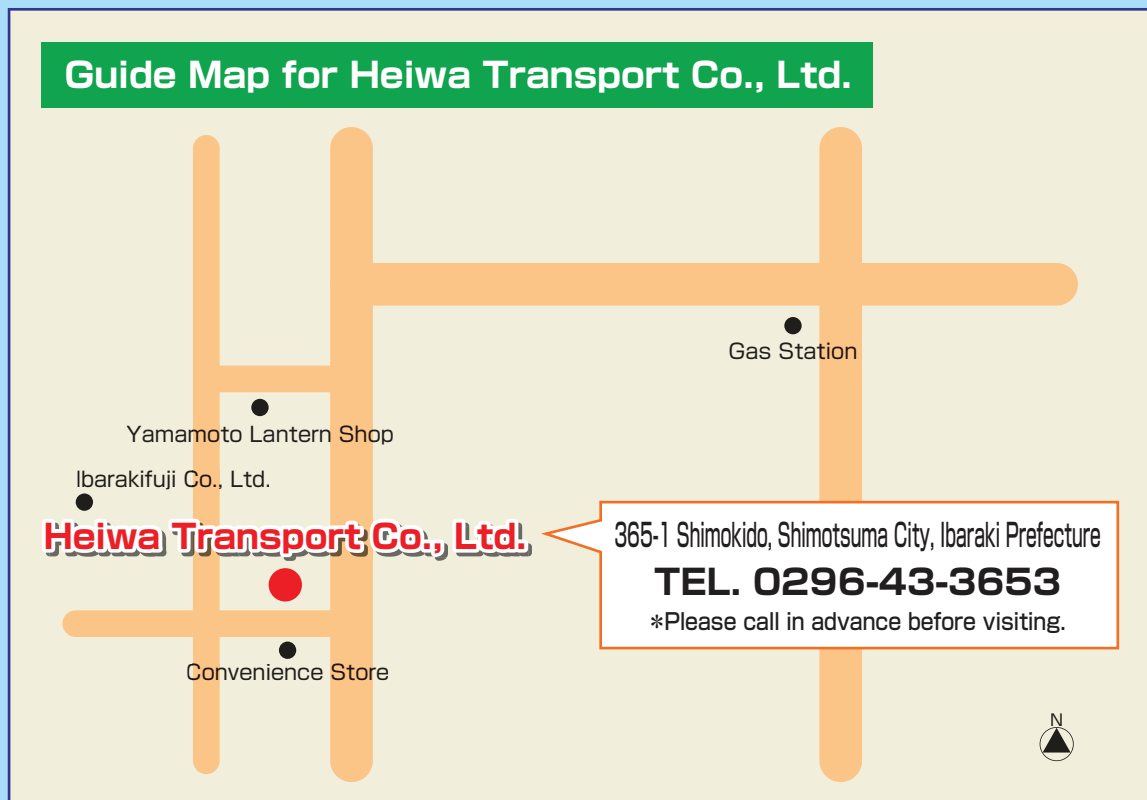 Guide Map for Heiwa Transport Co., Ltd.
Gas Station
Yamamoto Lantern Shop
Ibarakifuji Co., Ltd.
Heiwa Transport Co., Ltd.
365-1 Shimokido, Shimotsuma City, Ibaraki Prefecture
TEL. 0296-43-3653
*Please call in advance before visiting.
Convenience Store
N